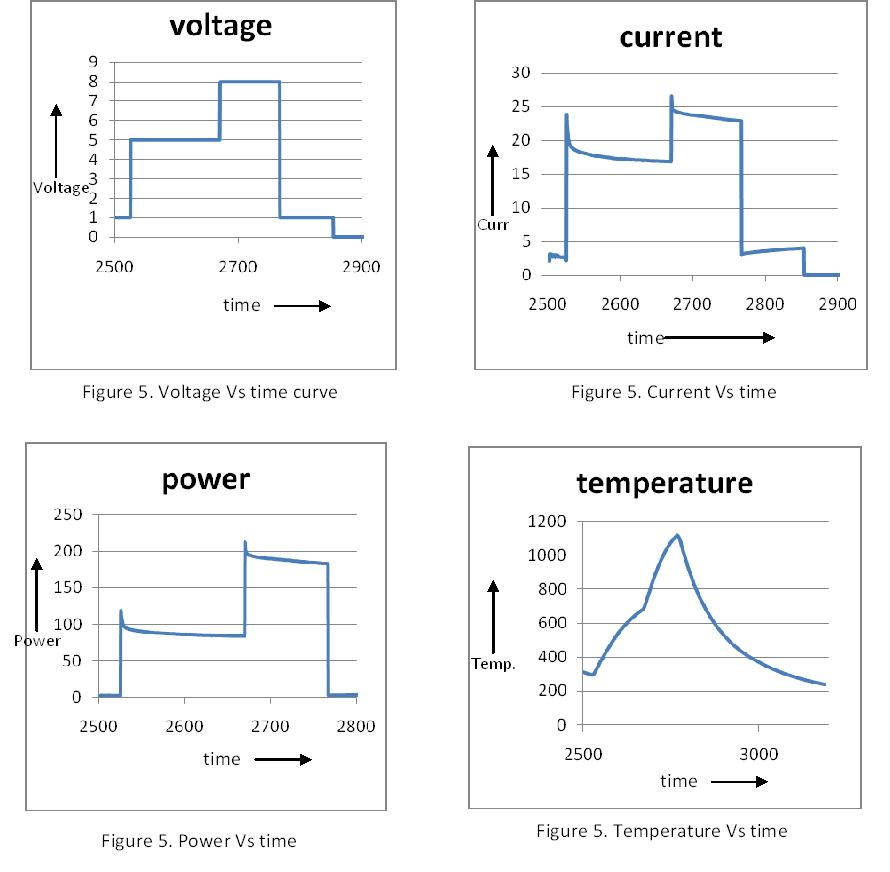 voltage
9
8
7
6
5
4
3
2
1
0
Voltage
2500 2700 2900
time
Figure 5. Voltage Vs time curve
current
30
25
20
15
10
5
0
Curr
2500 2600 2700 2800 2900
time
Figure 5. Current Vs time
power
250
200
150
100
50
0
Power
2500 2600 2700 2800
time
Figure 5. Power Vs time
temperature
1200
1000
800
600
400
200
0
Temp.
2500 3000
time
Figure 5. Temperature Vs time